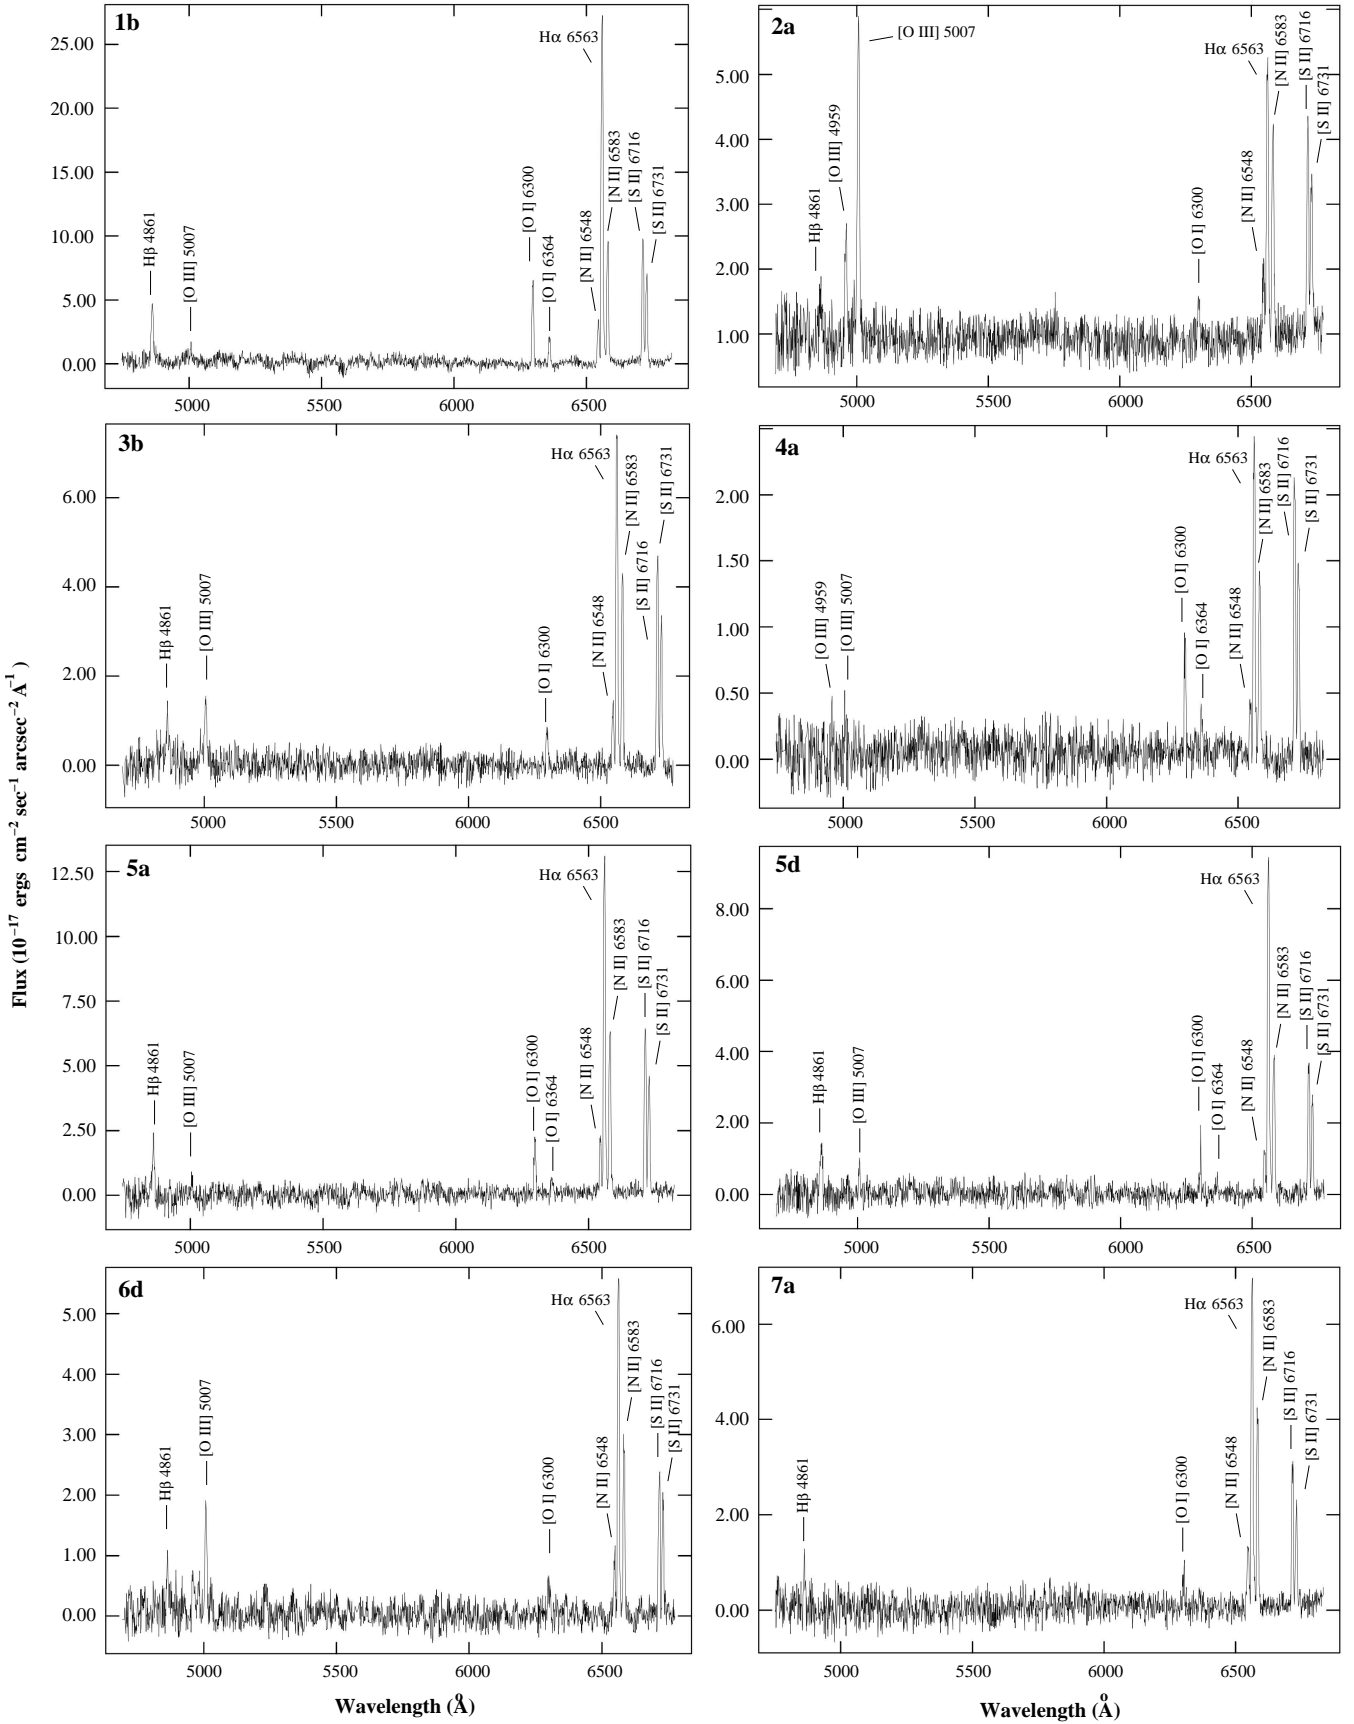 Flux (10−17 ergs cm−2 sec−1 arcsec−2 A−1 )
1b
25.00
20.00
15.00
10.00
5.00
0.00
Hβ 4861
[O III] 5007
[O I] 6300
[O I] 6364
[N II] 6548
Hα 6563
[N II] 6583
[S II] 6716
[S II] 6731
5000 5500 6000 6500
2a
5.00
4.00
3.00
2.00
1.00
Hβ 4861
[O III] 4959
[O III] 5007
[O I] 6300
[N II] 6548
Hα 6563
[N II] 6583
[S II] 6716
[S II] 6731
5000 5500 6000 6500
3b
6.00
4.00
2.00
0.00
Hβ 4861
[O III] 5007
[O I] 6300
[N II] 6548
Hα 6563
[N II] 6583
[S II] 6716
[S II] 6731
5000 5500 6000 6500
4a
2.00
1.50
1.00
0.50
0.00
[O III] 4959
[O III] 5007
[O I] 6300
[O I] 6364
[N II] 6548
Hα 6563
[N II] 6583
[S II] 6716
[S II] 6731
5000 5500 6000 6500
5a
12.50
10.00
7.50
5.00
2.50
0.00
Hβ 4861
[O III] 5007
[O I] 6300
[O I] 6364
[N II] 6548
Hα 6563
[N II] 6583
[S II] 6716
[S II] 6731
5000 5500 6000 6500
5d
8.00
6.00
4.00
2.00
0.00
Hβ 4861
[O III] 5007
[O I] 6300
[O I] 6364
[N II] 6548
Hα 6563
[N II] 6583
[S II] 6716
[S II] 6731
5000 5500 6000 6500
6d
5.00
4.00
3.00
2.00
1.00
0.00
Hβ 4861
[O III] 5007
[O I] 6300
[N II] 6548
Hα 6563
[N II] 6583
[S II] 6716
[S II] 6731
5000 5500 6000 6500
Wavelength (Å)
7a
6.00
4.00
2.00
0.00
Hβ 4861
[O I] 6300
[N II] 6548
Hα 6563
[N II] 6583
[S II] 6716
[S II] 6731
5000 5500 6000 6500
Wavelength (Å)